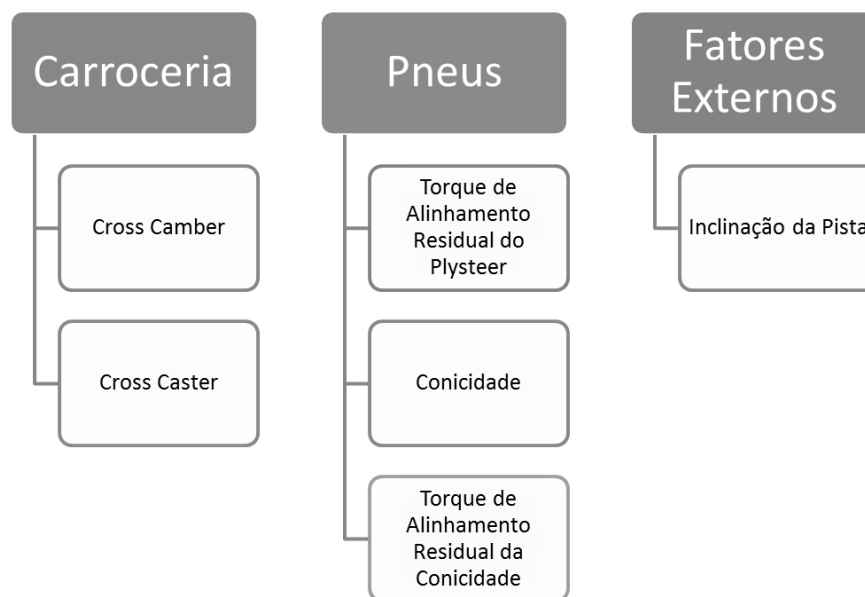 Carroceria
Cross Camber
Cross Caster
Pneus
Torque de
Alinhamento
Residual do
Plysteer
Conicidade
Torque de
Alinhamento
Residual da
Conicidade
Fatores
Externos
Inclinação da Pista